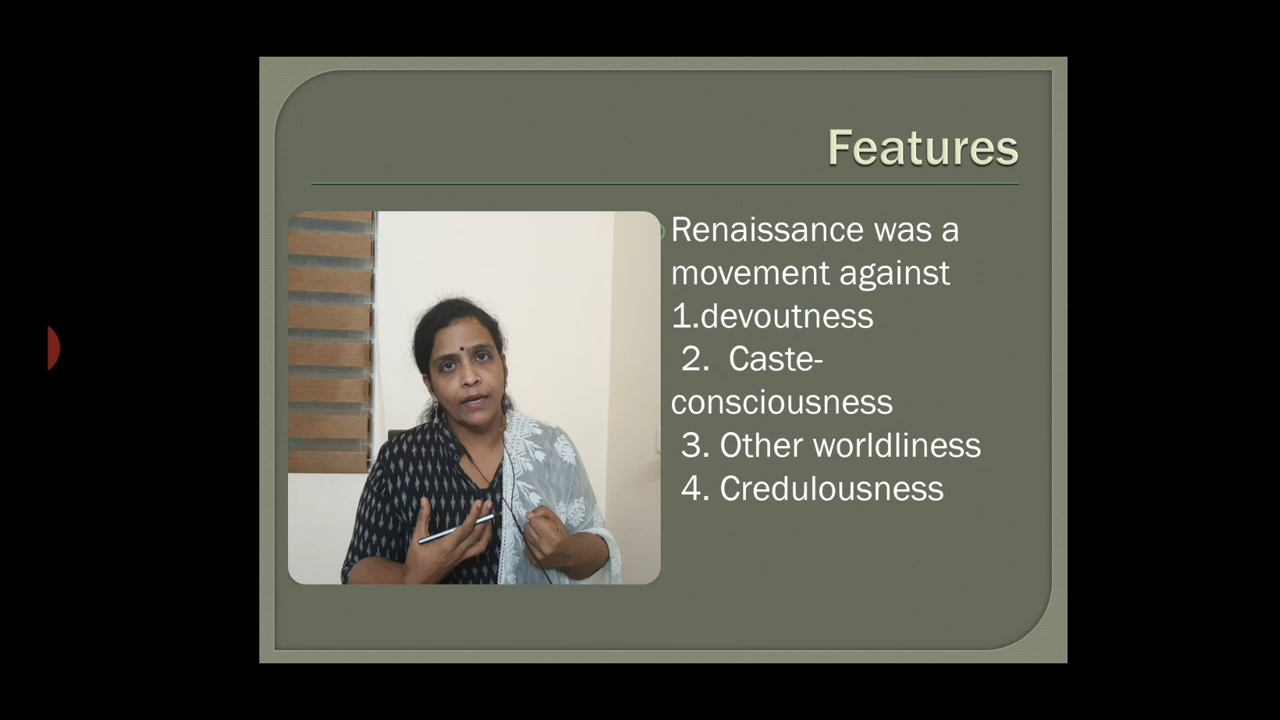 Features
Renaissance was a
movement against
1.devoutness
2. Caste-
consciousness
3. Other worldliness
4. Credulousness